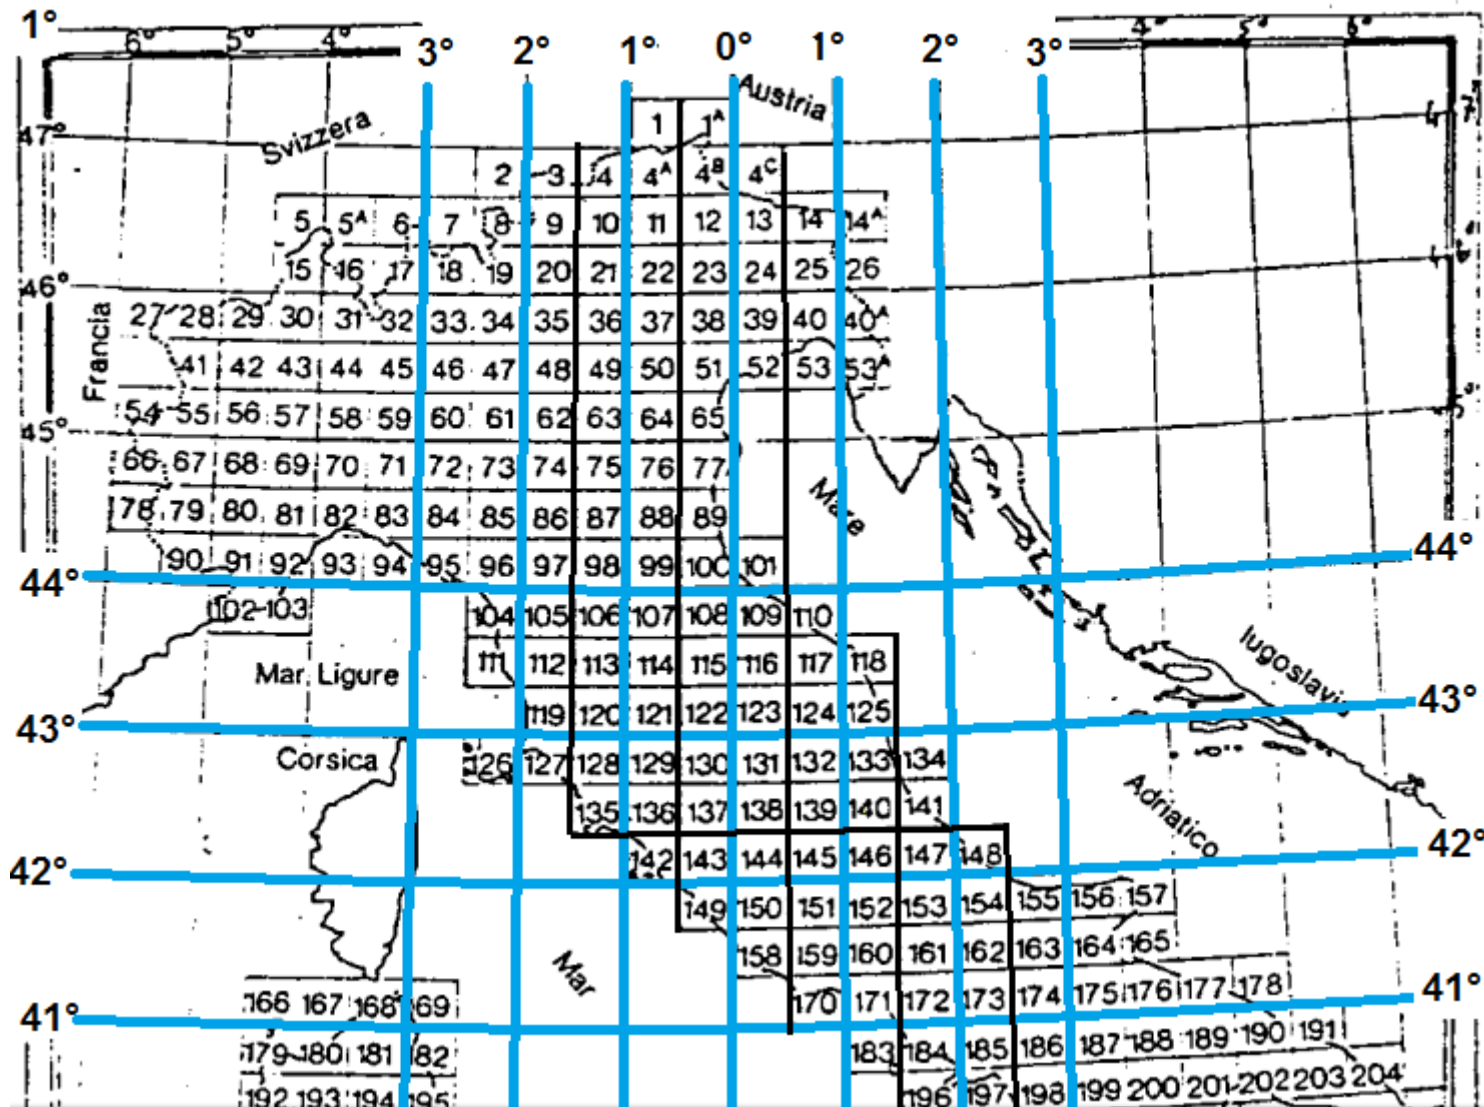 1°
6° 5° 4° 3° 2° 1° 0° 1° 2° 3° 4° 5° 6°
Austria
47° 1 1A 47°
Svizzera
2 3 4 4A 4B 4C
5 5A 6 7 8 9 10 11 12 13 14 14A
15 16 17 18 19 20 21 22 23 24 25 26
46° 46°
27 28 29 30 31 32 33 34 35 36 37 38 39 40 40A
Francia
41 42 43 44 45 46 47 48 49 50 51 52 53 53A
54 55 56 57 58 59 60 61 62 63 64 65
45° 45°
66 67 68 69 70 71 72 73 74 75 76 77
Mare
78 79 80 81 82 83 84 85 86 87 88 89
90 91 92 93 94 95 96 97 98 99 100 101
44° 44°
102 103 104 105 106 107 108 109 110
Mar Ligure 111 112 113 114 115 116 117 118
Iugoslavia
43° 119 120 121 122 123 124 125 43°
Corsica 126 127 128 129 130 131 132 133 134
135 136 137 138 139 140 141
Adriatico
142 143 144 145 146 147 148
42° 42°
149 150 151 152 153 154 155 156 157
Mar
158 159 160 161 162 163 164 165
166 167 168 169 170 171 172 173 174 175 176 177 178
41° 41°
179 180 181 182 183 184 185 186 187 188 189 190 191
192 193 194 195 196 197 198 199 200 201 202 203 204